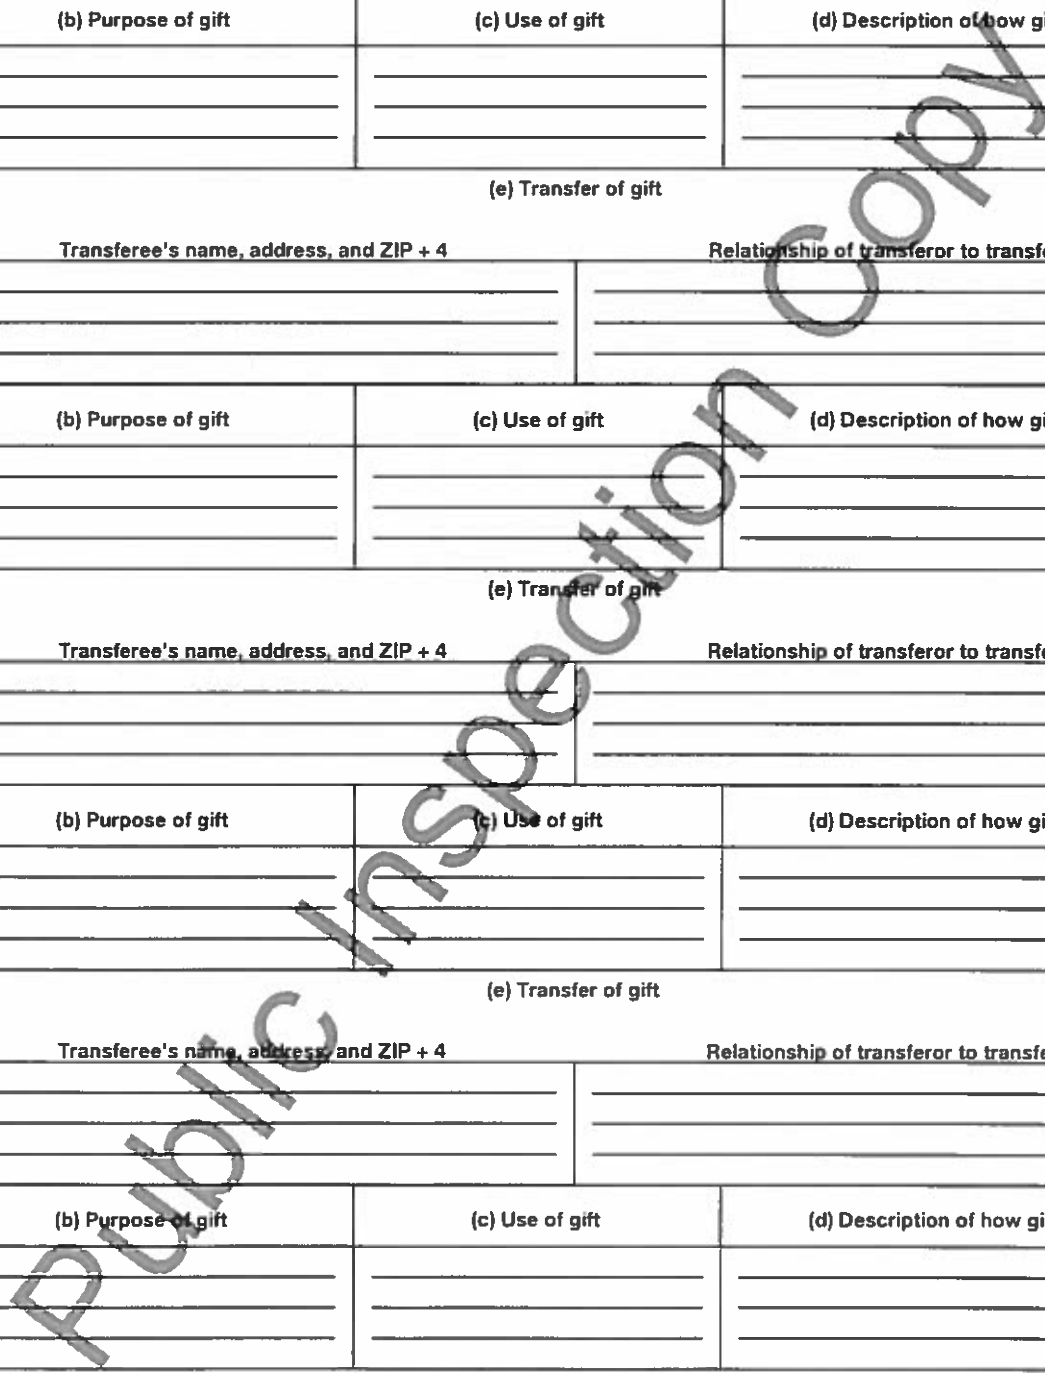 (b) Purpose of gift (c) Use of gift (d) Description of how gi
(e) Transfer of gift
Transferee's name, address, and ZIP + 4 Relationship of transferor to transfe
(b) Purpose of gift (c) Use of gift (d) Description of how gi
(e) Transfer of gift
Transferee's name, address, and ZIP + 4 Relationship of transferor to transfe
(b) Purpose of gift (c) Use of gift (d) Description of how gi
(e) Transfer of gift
Transferee's name, address, and ZIP + 4 Relationship of transferor to transfe
(b) Purpose of gift (c) Use of gift (d) Description of how gi
Public Inspection Copy